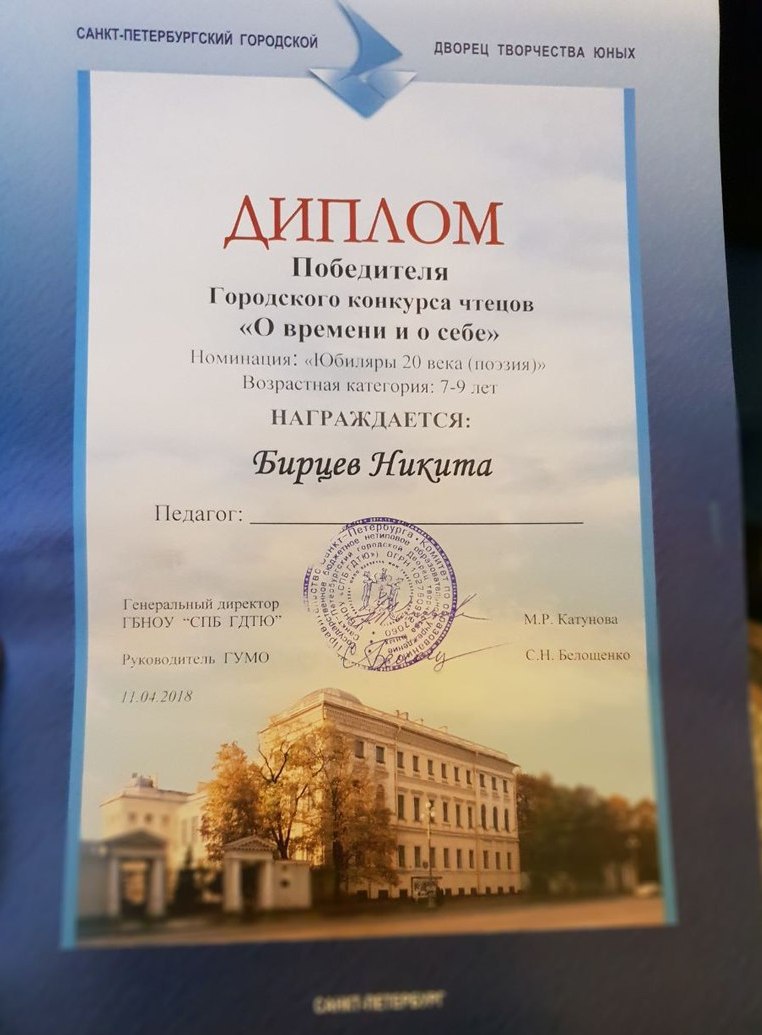 САНКТ-ПЕТЕРБУРГСКИЙ ГОРОДСКОЙ ДВОРЕЦ ТВОРЧЕСТВА ЮНЫХ
ДИПЛОМ
Победителя
Городского конкурса чтецов
«О времени и о себе»
Номинация: «Юбиляры 20 века (поэзия)»
Возрастная категория: 7-9 лет
НАГРАЖДАЕТСЯ:
Бирцев Никита
Педагог:
Генеральный директор
ГБНОУ “СПБ ГДТЮ”
М.Р. Катунова
Руководитель ГУМО
С.Н. Белощенко
11.04.2018
САНКТ-ПЕТЕРБУРГ